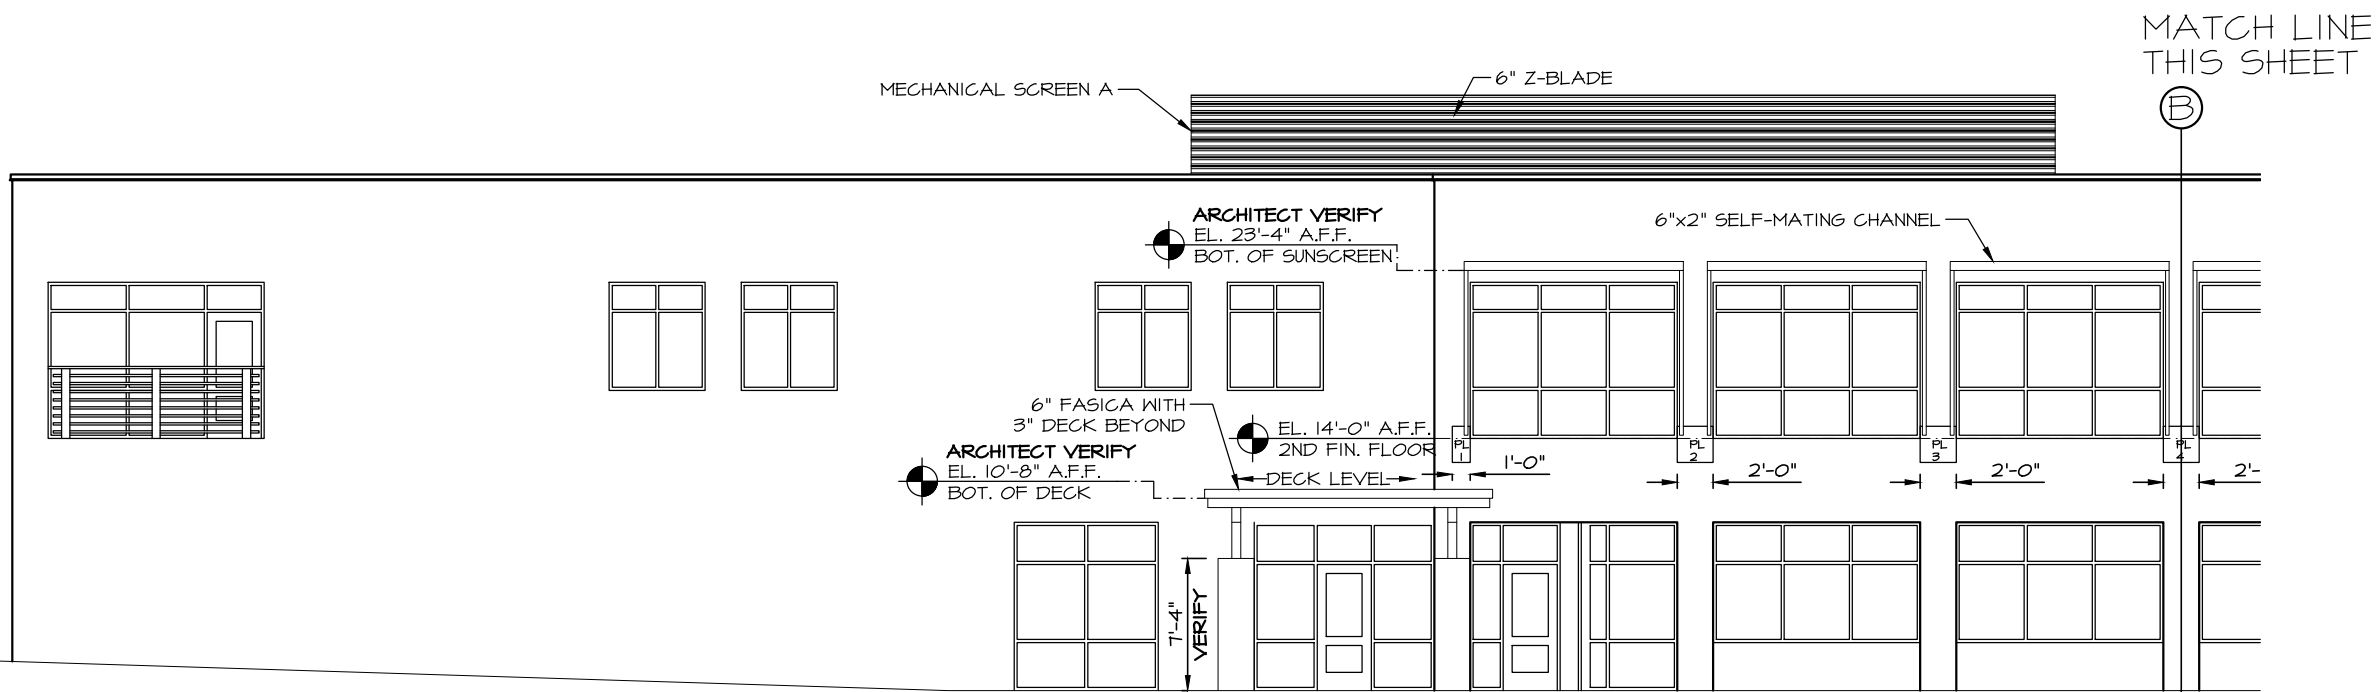 MATCH LINE
THIS SHEET
B
6" Z-BLADE
MECHANICAL SCREEN A
ARCHITECT VERIFY
EL. 23'-4" A.F.F.
BOT. OF SUNSCREEN
6"x2" SELF-MATING CHANNEL
6" FASICA WITH
3" DECK BEYOND
EL. 14'-0" A.F.F.
2ND FIN. FLOOR
PL
1
PL
2
PL
3
PL
4
ARCHITECT VERIFY
EL. 10'-8" A.F.F.
BOT. OF DECK
DECK LEVEL
1'-0"
2'-0"
2'-0"
2'-
7'-4"
VERIFY